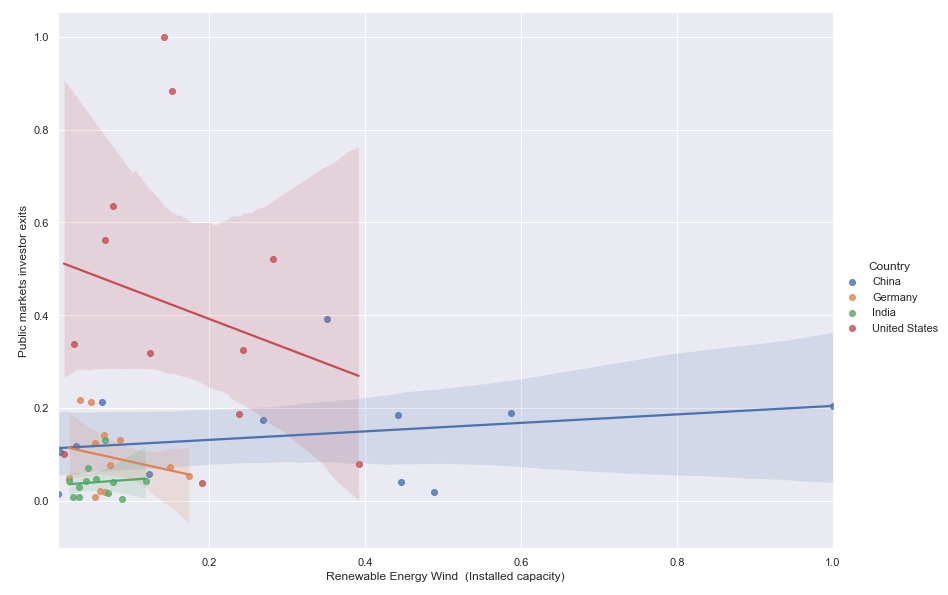 1.0
0.8
0.6
0.4
0.2
0.0
Public markets investor exits
0.2
0.4
0.6
0.8
1.0
Renewable Energy Wind (Installed capacity)
Country
China
Germany
India
United States